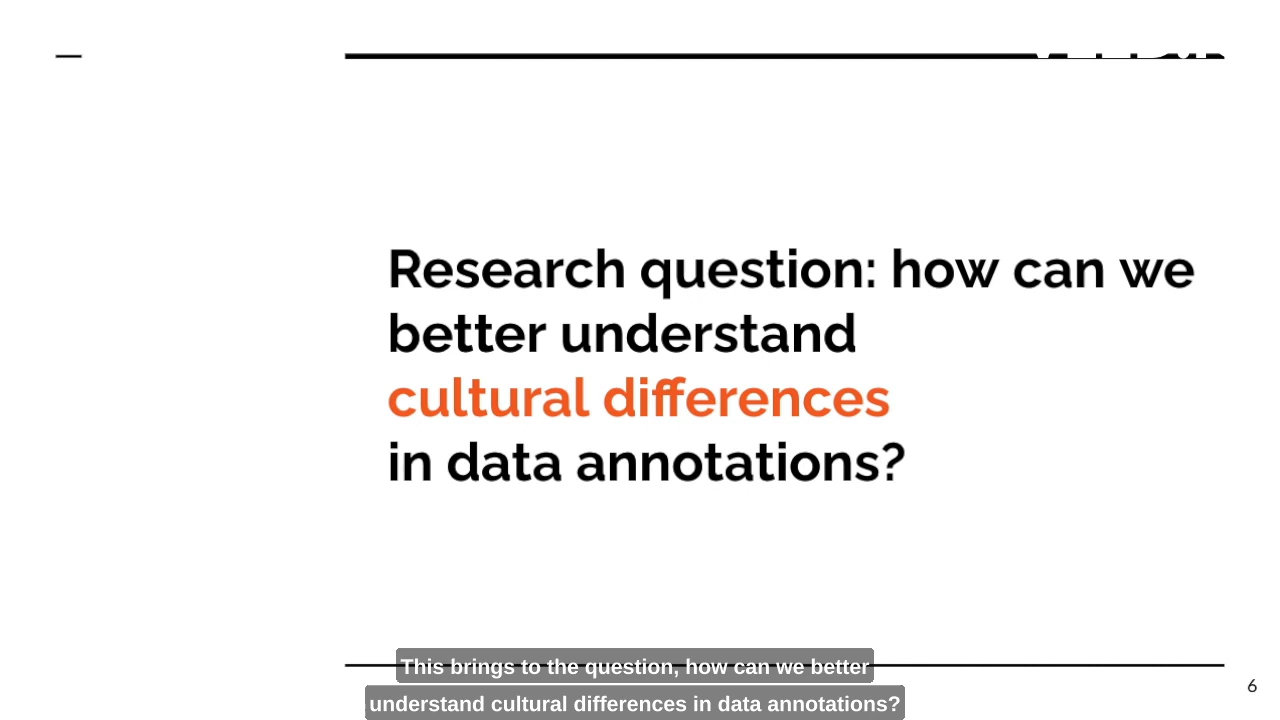 Research question: how can we
better understand
cultural differences
in data annotations?
This brings to the question, how can we better
understand cultural differences in data annotations?
6